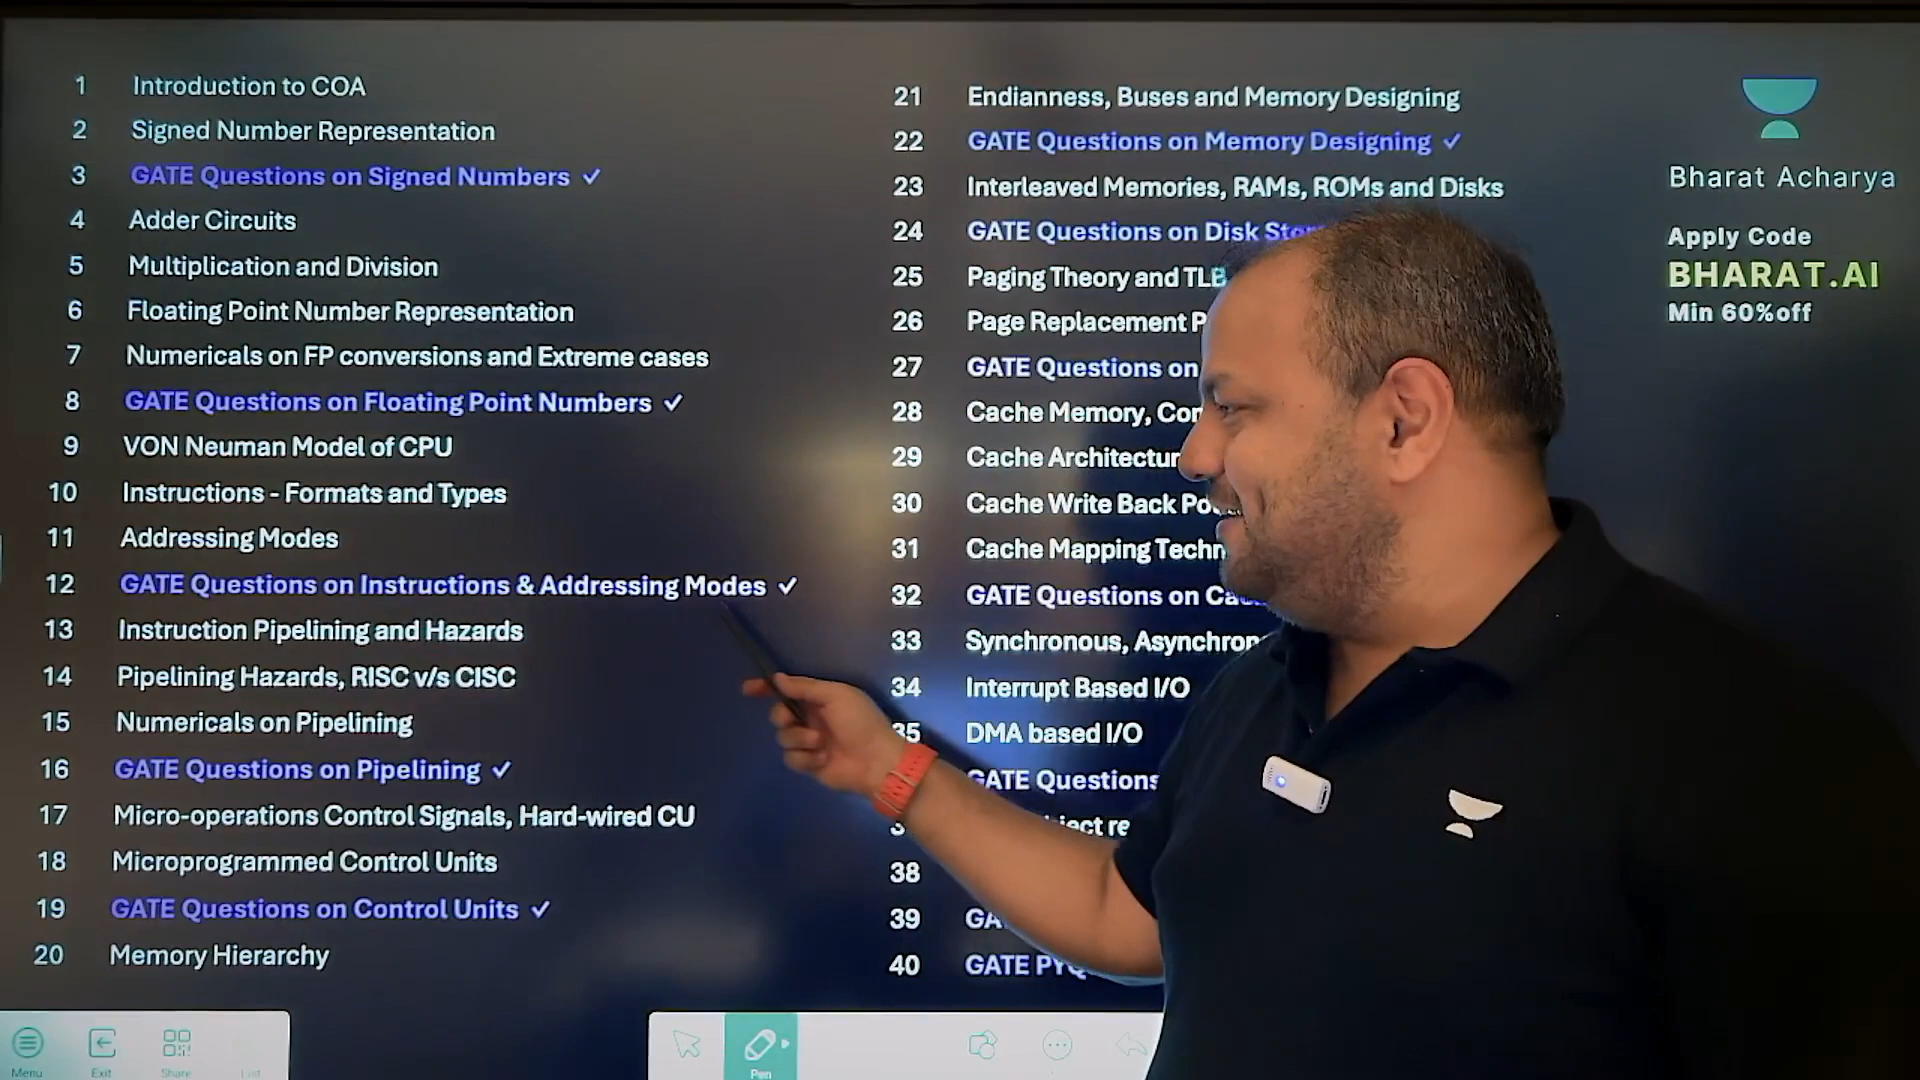 1 Introduction to COA
2 Signed Number Representation
3 GATE Questions on Signed Numbers ✓
4 Adder Circuits
5 Multiplication and Division
6 Floating Point Number Representation
7 Numericals on FP conversions and Extreme cases
8 GATE Questions on Floating Point Numbers ✓
9 VON Neuman Model of CPU
10 Instructions - Formats and Types
11 Addressing Modes
12 GATE Questions on Instructions & Addressing Modes ✓
13 Instruction Pipelining and Hazards
14 Pipelining Hazards, RISC v/s CISC
15 Numericals on Pipelining
16 GATE Questions on Pipelining ✓
17 Micro-operations Control Signals, Hard-wired CU
18 Microprogrammed Control Units
19 GATE Questions on Control Units ✓
20 Memory Hierarchy
21 Endianness, Buses and Memory Designing
22 GATE Questions on Memory Designing ✓
23 Interleaved Memories, RAMs, ROMs and Disks
24 GATE Questions on Disk
25 Paging Theory and TLB
26 Page Replacement
27 GATE Questions on
28 Cache Memory,
29 Cache
30 Cache Write Back
31 Cache Mapping
32 GATE Questions on
33 Synchronous,
34 Interrupt Based I/O
35 DMA based I/O
GATE Questions
38
39
40 GATE
Bharat Acharya
Apply Code
BHARAT.AI
Min 60%off
Menu Exit Share List
Pen